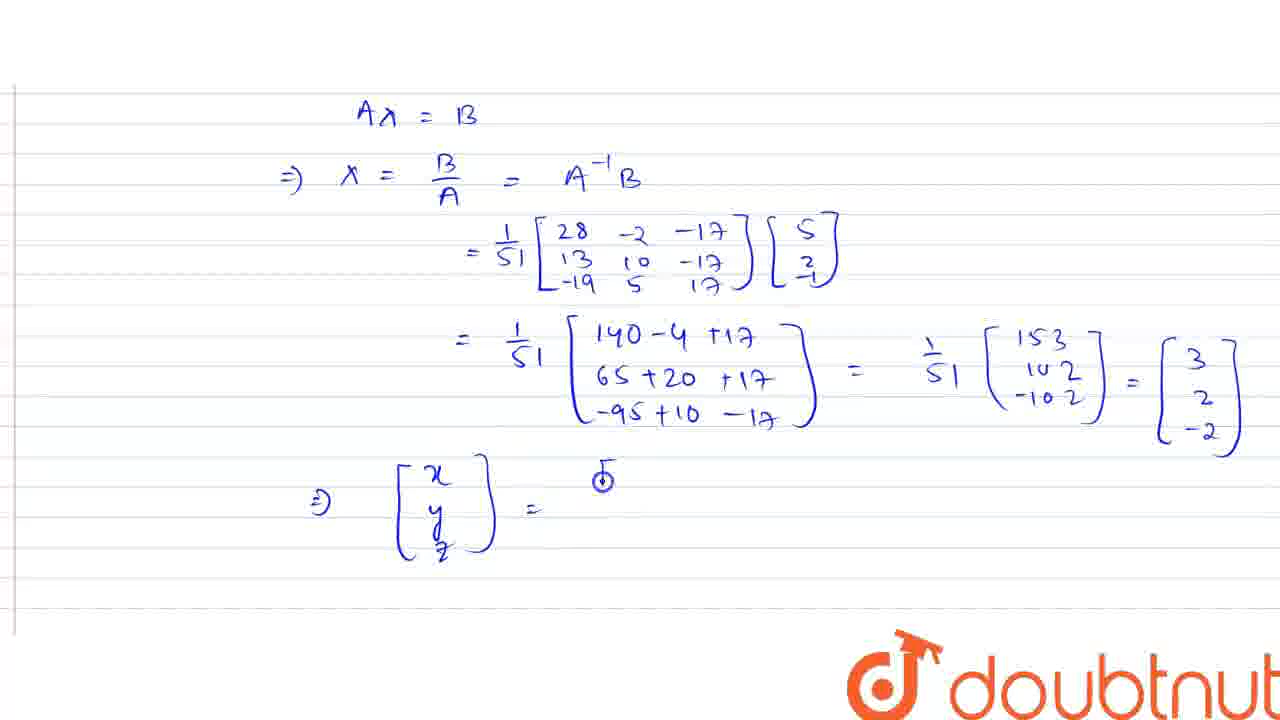 Ax = B
⇒ x = B/A = A⁻¹B
= 1/51 [28 -2 -17; 13 10 -17; -19 5 17] [5; 2; -1]
= 1/51 [140-4+17; 65+20+17; -95+10-17] = 1/51 [153; 102; -102] = [3; 2; -2]
⇒ [x; y; z] =
doubtnut